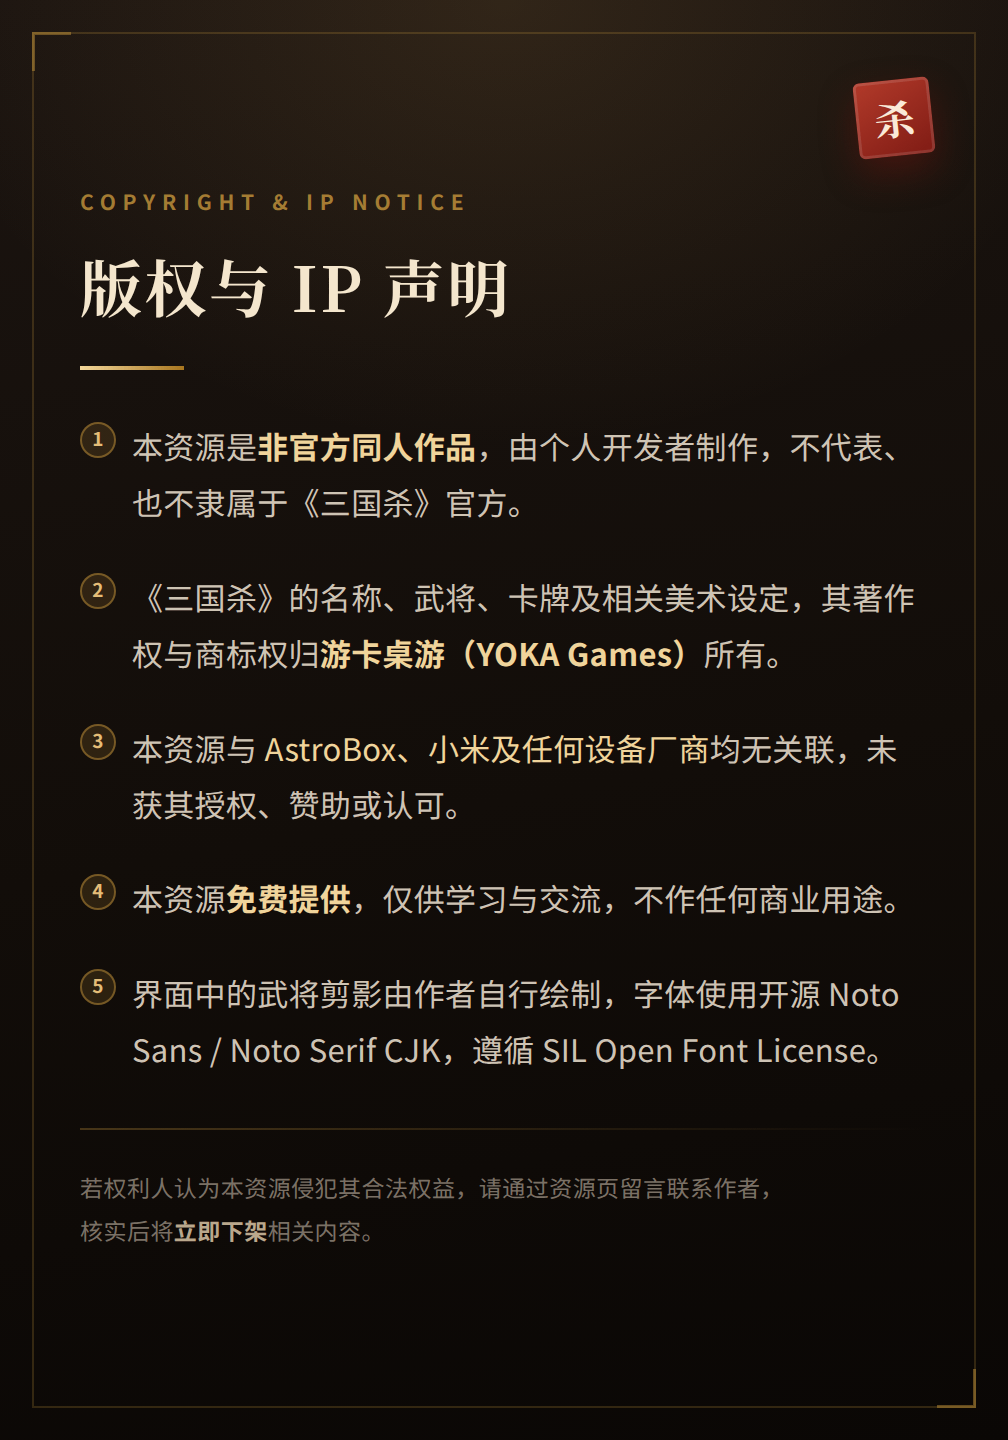 杀
COPYRIGHT & IP NOTICE
版权与 IP 声明
1 本资源是非官方同人作品，由个人开发者制作，不代表、
也不隶属于《三国杀》官方。
2 《三国杀》的名称、武将、卡牌及相关美术设定，其著作
权与商标权归游卡桌游（YOKA Games）所有。
3 本资源与 AstroBox、小米及任何设备厂商均无关联，未
获其授权、赞助或认可。
4 本资源免费提供，仅供学习与交流，不作任何商业用途。
5 界面中的武将剪影由作者自行绘制，字体使用开源 Noto
Sans / Noto Serif CJK，遵循 SIL Open Font License。
若权利人认为本资源侵犯其合法权益，请通过资源页留言联系作者，
核实后将立即下架相关内容。